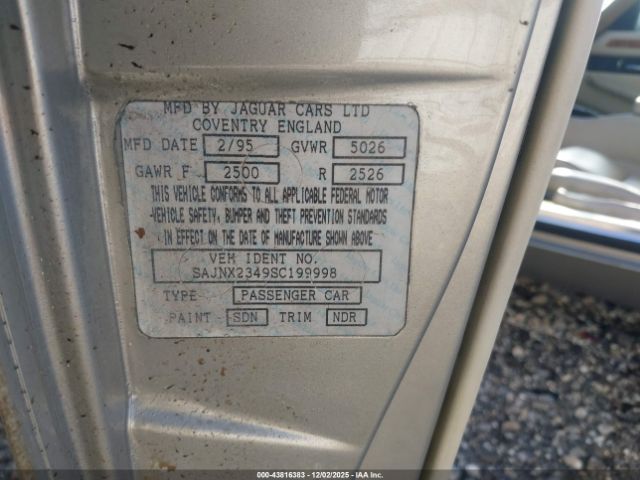 MFD BY JAGUAR CARS LTD
COVENTRY ENGLAND
MFD DATE 2/95 GVWR 5026
GAWR F 2500 R 2526
THIS VEHICLE CONFORMS TO ALL APPLICABLE FEDERAL MOTOR
VEHICLE SAFETY, BUMPER AND THEFT PREVENTION STANDARDS
IN EFFECT ON THE DATE OF MANUFACTURE SHOWN ABOVE
VEH IDENT NO.
SAJNX2349SC199998
TYPE PASSENGER CAR
PAINT SDN TRIM NDR
000-43816383 - 12/02/2025 - IAA Inc.